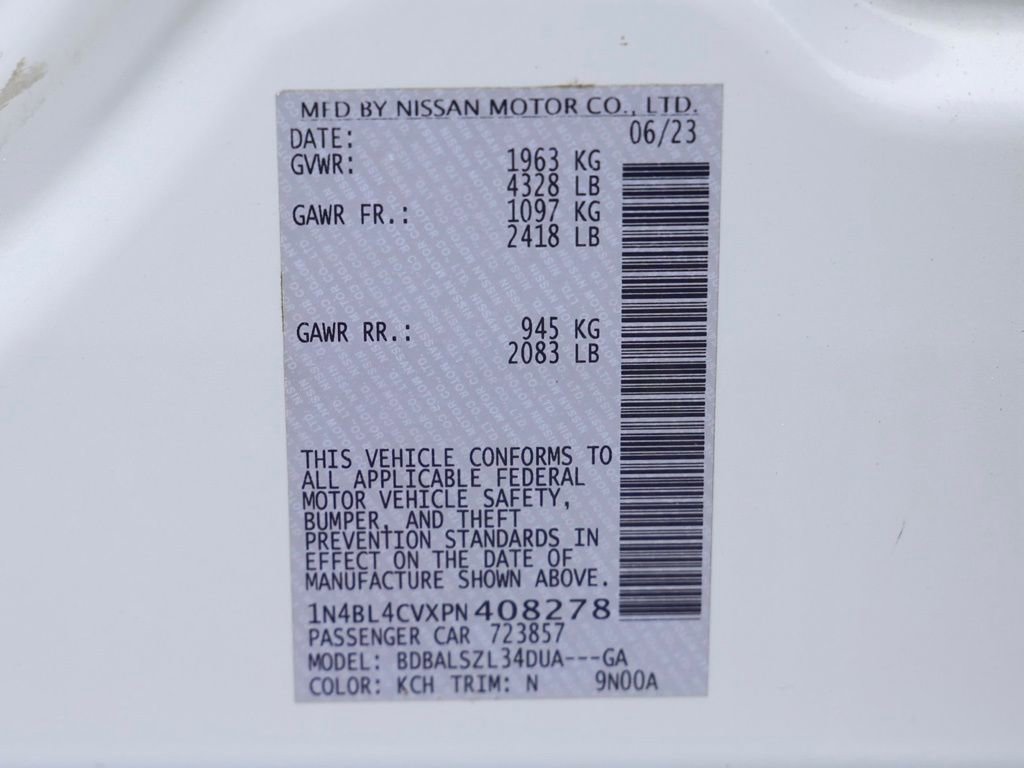 MFD BY NISSAN MOTOR CO., LTD.
DATE: 06/23
GVWR: 1963 KG
4328 LB
GAWR FR.: 1097 KG
2418 LB
GAWR RR.: 945 KG
2083 LB
THIS VEHICLE CONFORMS TO
ALL APPLICABLE FEDERAL
MOTOR VEHICLE SAFETY,
BUMPER, AND THEFT
PREVENTION STANDARDS IN
EFFECT ON THE DATE OF
MANUFACTURE SHOWN ABOVE.
1N4BL4CVXPN408278
PASSENGER CAR 723857
MODEL: BDBALSZL34DUA---GA
COLOR: KCH TRIM: N 9N00A